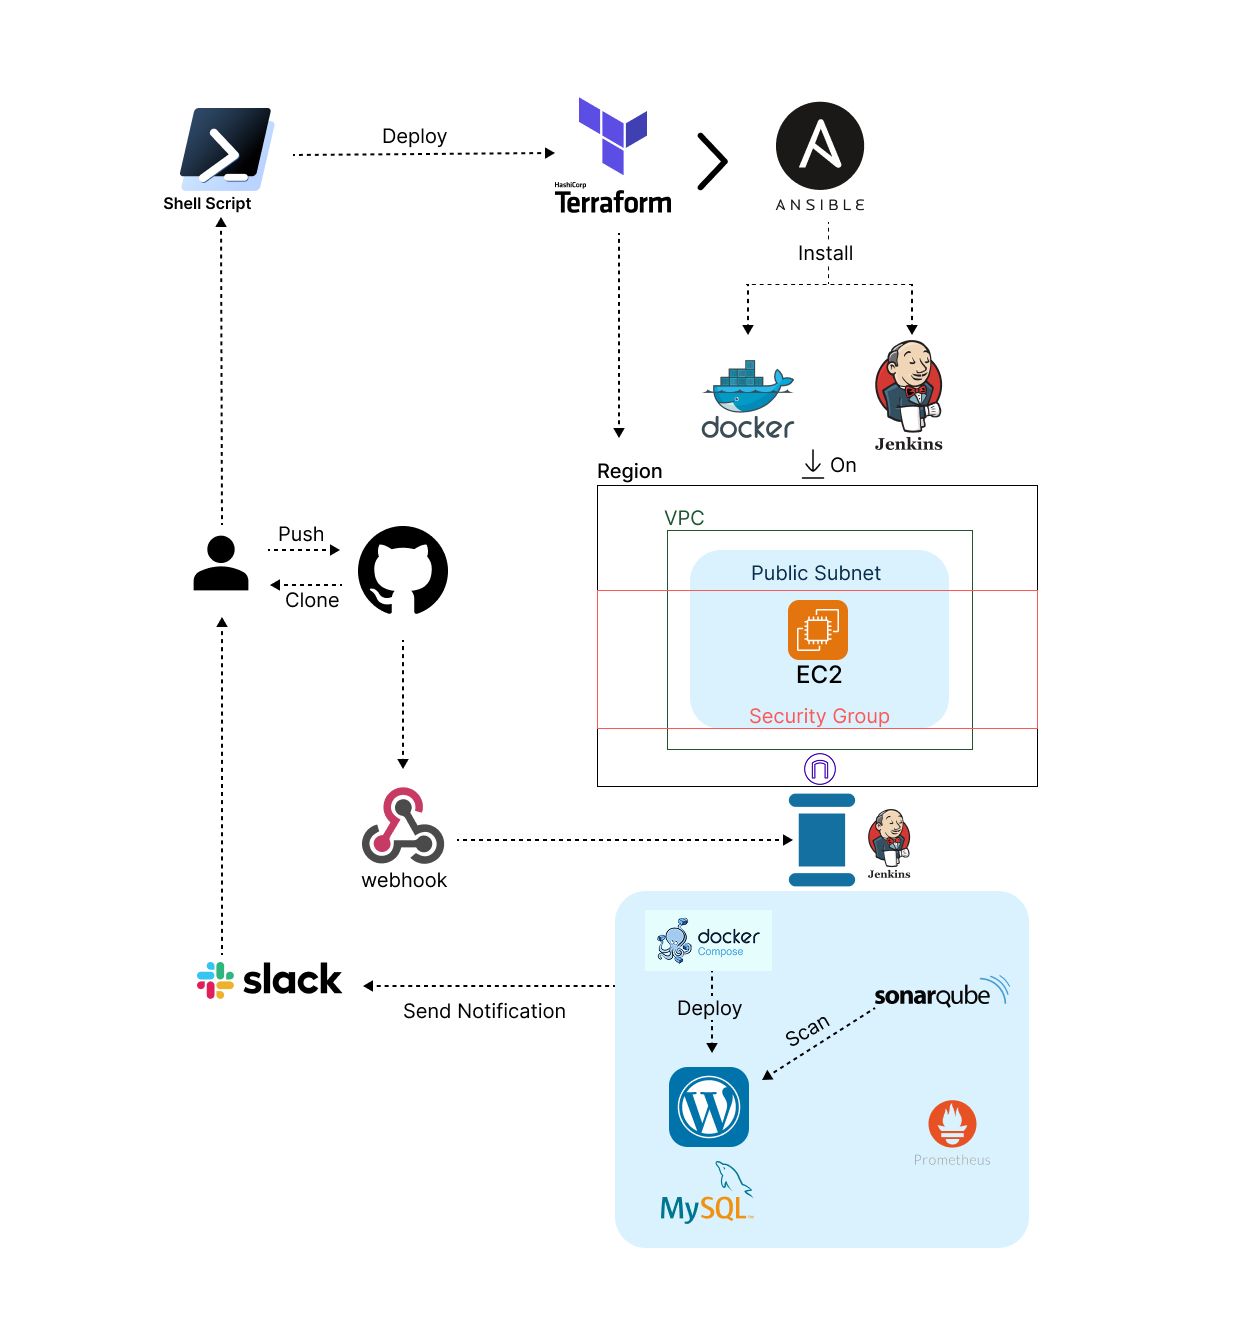 Deploy
Shell Script
HashiCorp
Terraform
ANSIBLE
Install
docker
Jenkins
On
Region
VPC
Public Subnet
EC2
Security Group
Push
Clone
webhook
Jenkins
docker
Compose
Deploy
sonarqube
Scan
slack
Send Notification
Prometheus
MySQL™